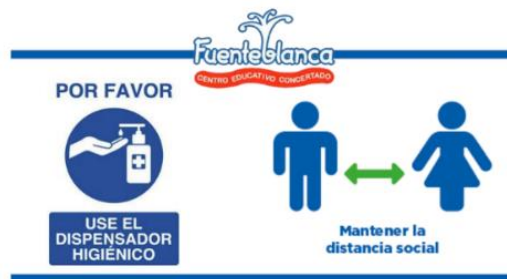 Fuenteblanca
CENTRO EDUCATIVO CONCERTADO
POR FAVOR
USE EL
DISPENSADOR
HIGIÉNICO
Mantener la
distancia social